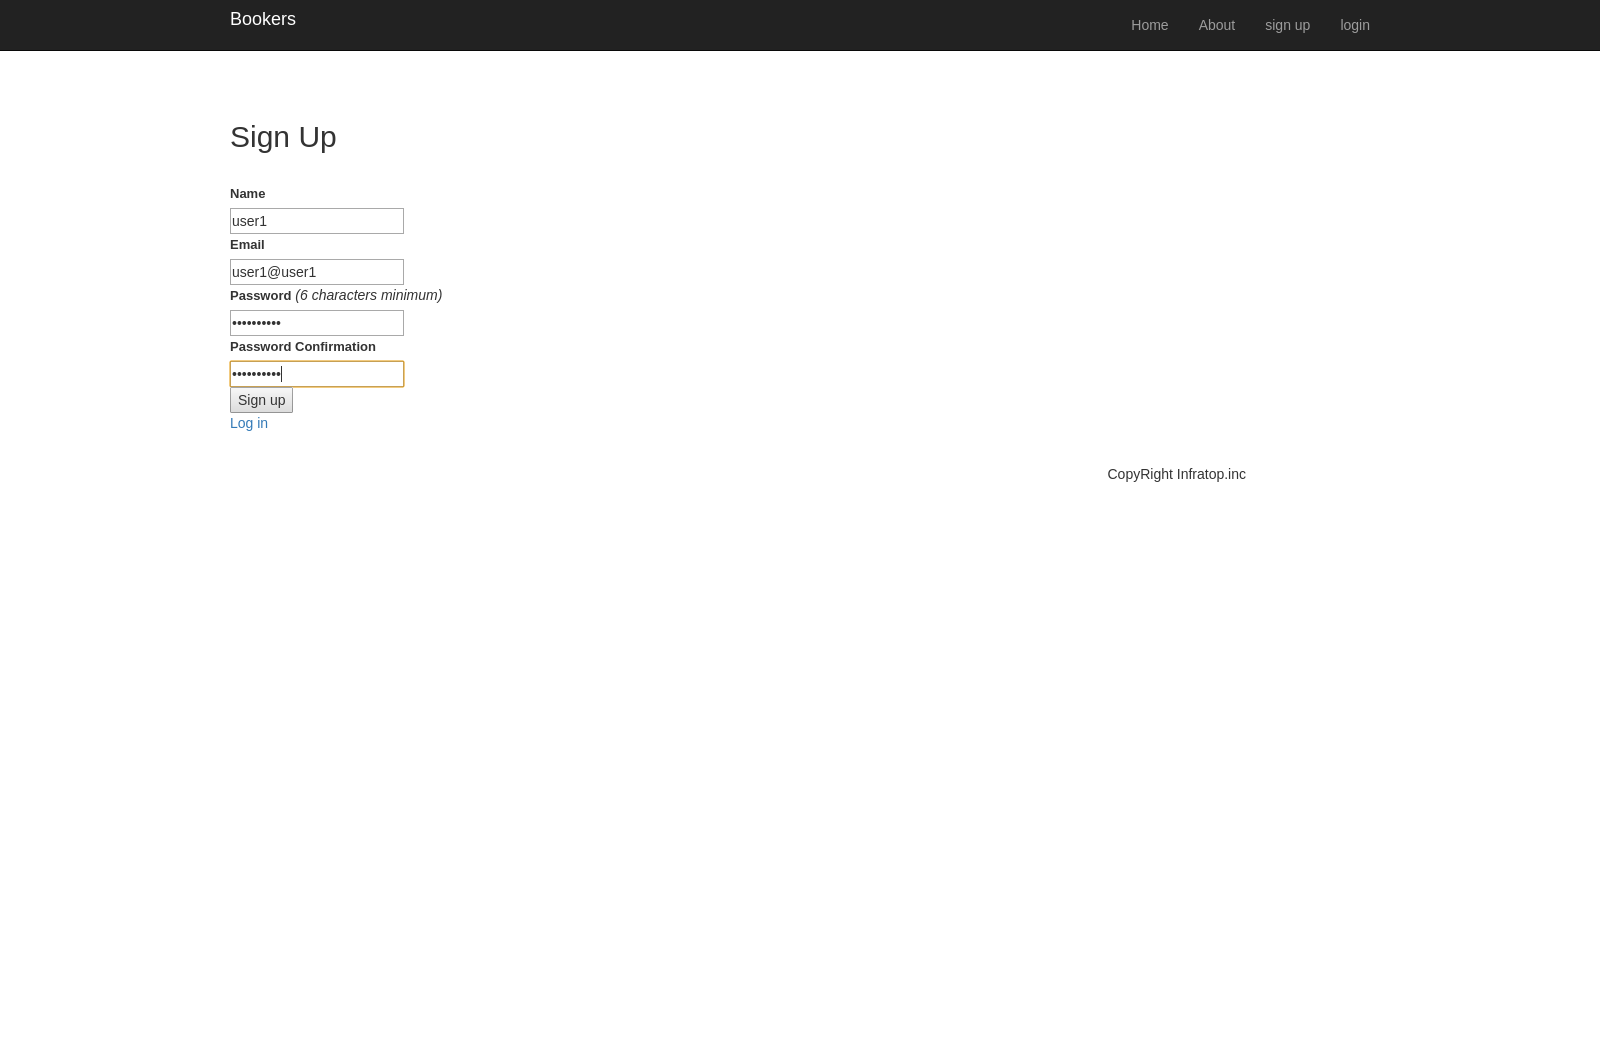 Bookers
Home About sign up login
Sign Up
Name
user1
Email
user1@user1
Password (6 characters minimum)
••••••••••
Password Confirmation
••••••••••
Sign up
Log in
CopyRight Infratop.inc